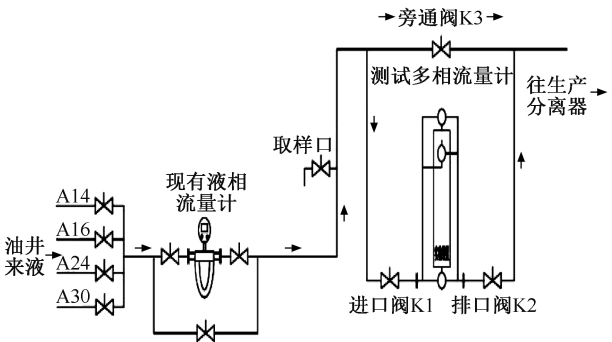 旁通阀K3
测试多相流量计
往生产
分离器
取样口
现有液相
流量计
A14
A16
油井
来液
A24
A30
进口阀K1
排口阀K2